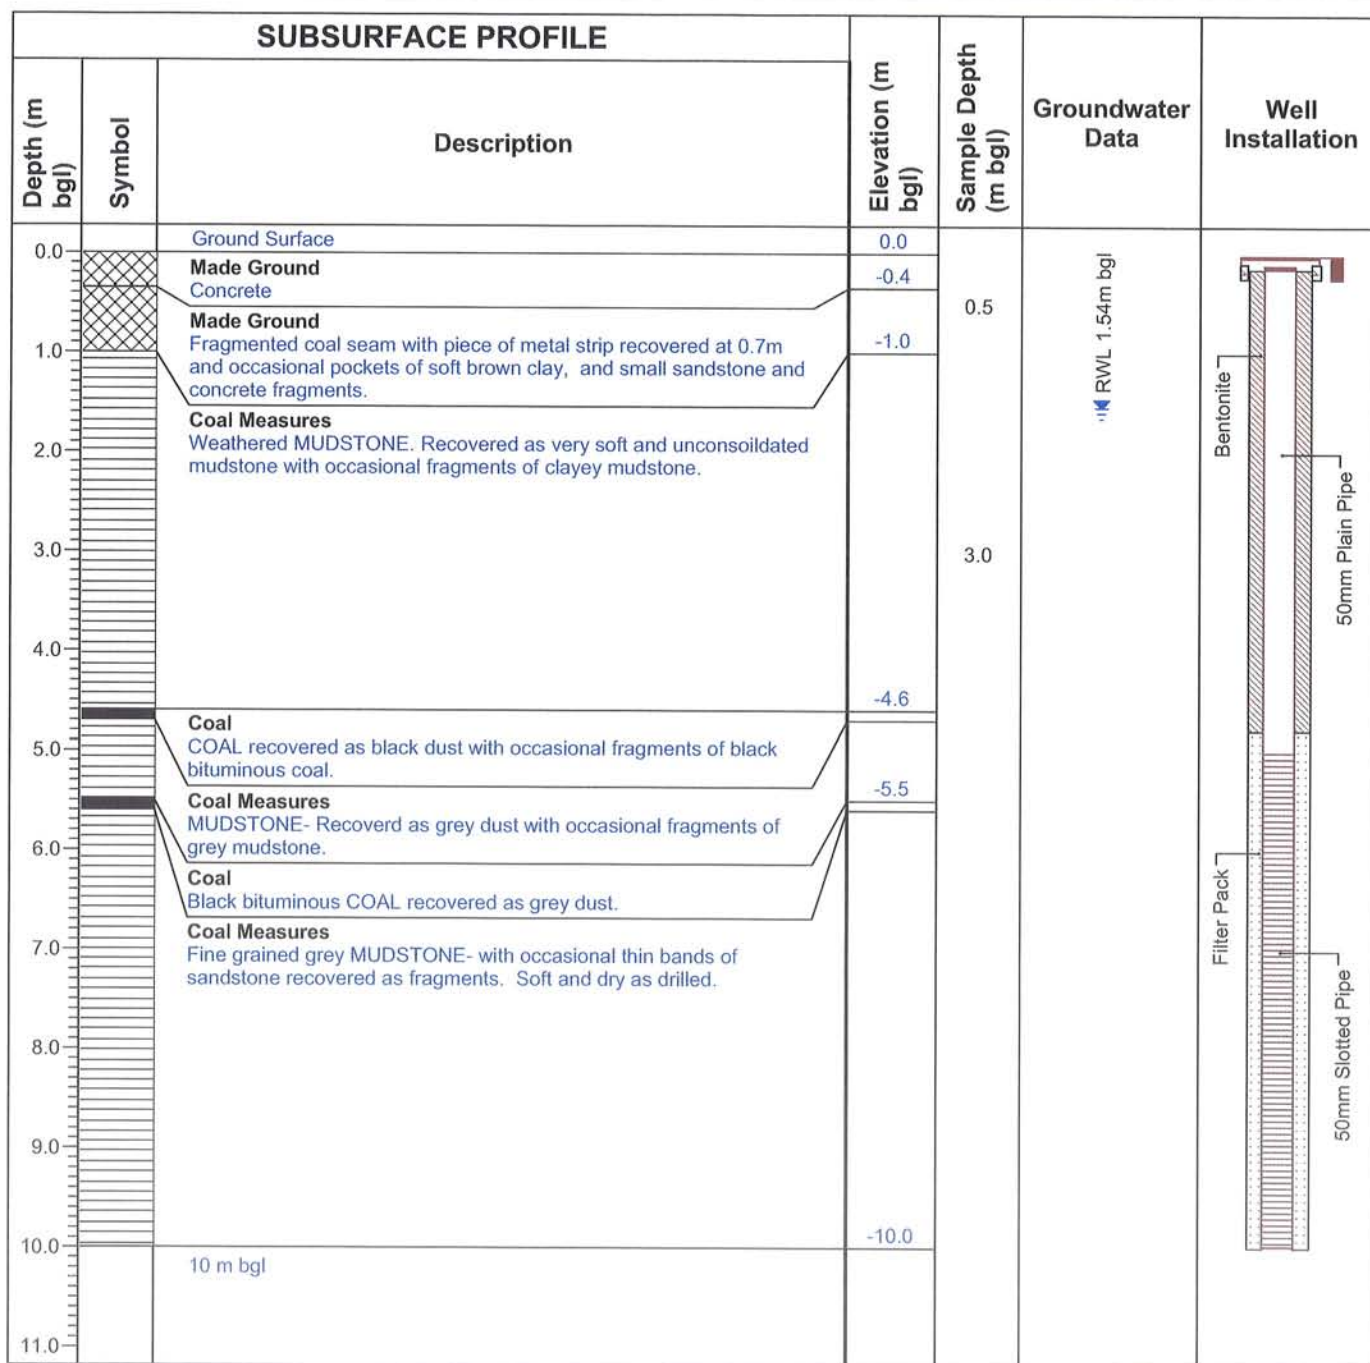 SUBSURFACE PROFILE
Depth (m
bgl)
Symbol
Description
Elevation (m
bgl)
Sample Depth
(m bgl)
Groundwater
Data
Well
Installation
0.0
1.0
2.0
3.0
4.0
5.0
6.0
7.0
8.0
9.0
10.0
11.0
Ground Surface
Made Ground
Concrete
Made Ground
Fragmented coal seam with piece of metal strip recovered at 0.7m
and occasional pockets of soft brown clay, and small sandstone and
concrete fragments.
Coal Measures
Weathered MUDSTONE. Recovered as very soft and unconsoildated
mudstone with occasional fragments of clayey mudstone.
Coal
COAL recovered as black dust with occasional fragments of black
bituminous coal.
Coal Measures
MUDSTONE- Recoverd as grey dust with occasional fragments of
grey mudstone.
Coal
Black bituminous COAL recovered as grey dust.
Coal Measures
Fine grained grey MUDSTONE- with occasional thin bands of
sandstone recovered as fragments. Soft and dry as drilled.
10 m bgl
0.0
-0.4
-1.0
-4.6
-5.5
-10.0
0.5
3.0
RWL 1.54m bgl
Bentonite
50mm Plain Pipe
Filter Pack
50mm Slotted Pipe